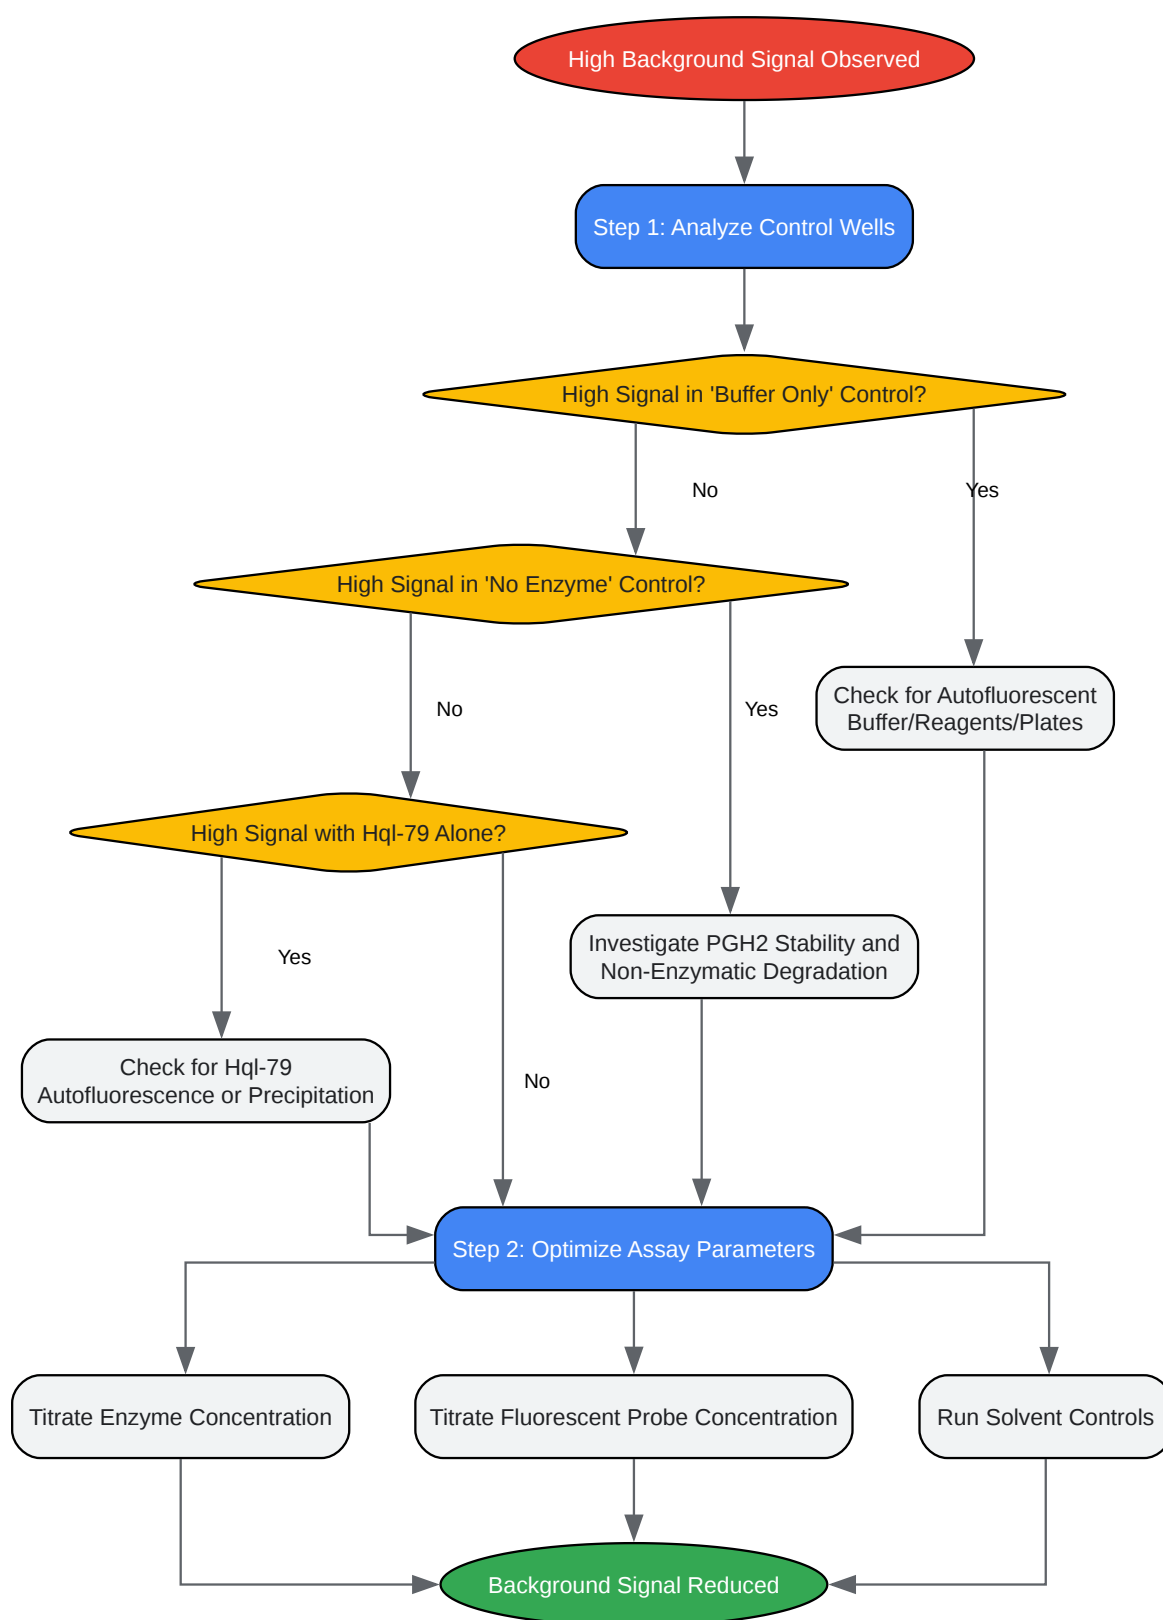 High Background Signal Observed
Step 1: Analyze Control Wells
High Signal in 'Buffer Only' Control?
No
Yes
High Signal in 'No Enzyme' Control?
No
Yes
Check for Autofluorescent
Buffer/Reagents/Plates
High Signal with Hql-79 Alone?
Yes
No
Investigate PGH2 Stability and
Non-Enzymatic Degradation
Check for Hql-79
Autofluorescence or Precipitation
Step 2: Optimize Assay Parameters
Titrate Enzyme Concentration
Titrate Fluorescent Probe Concentration
Run Solvent Controls
Background Signal Reduced